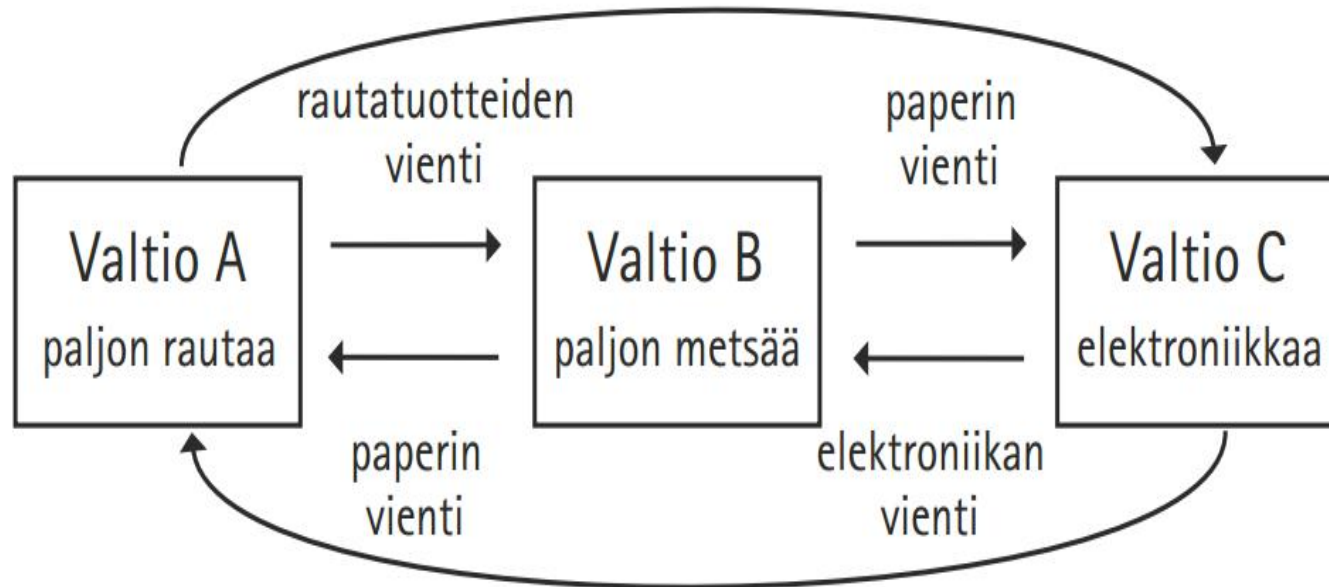 rautatuotteiden
vienti
paperin
vienti
Valtio A
paljon rautaa
Valtio B
paljon metsää
Valtio C
elektroniikkaa
paperin
vienti
elektroniikan
vienti